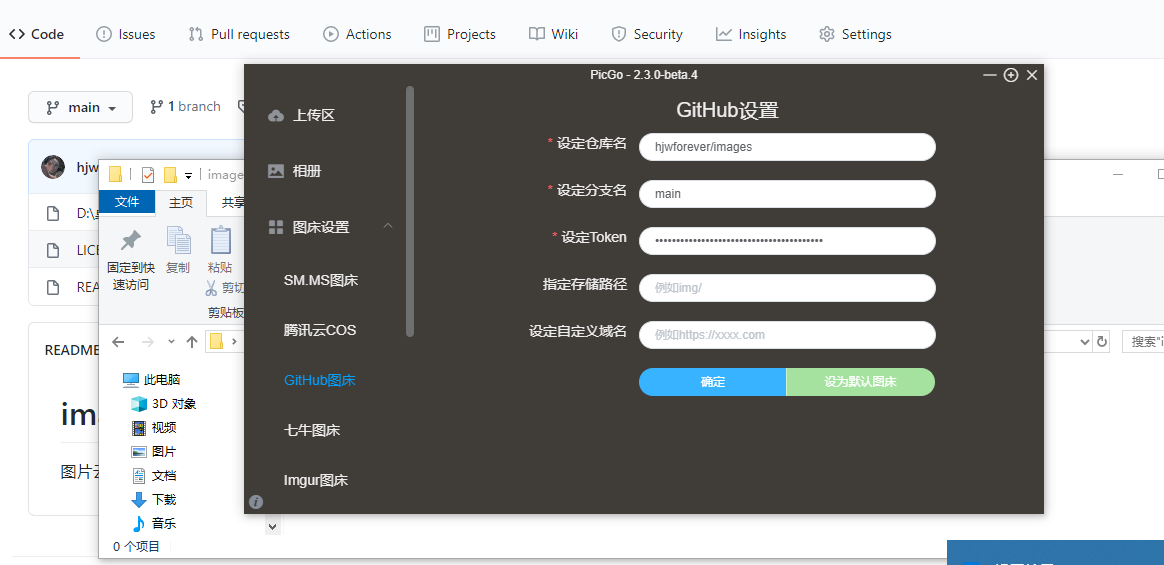 Code Issues Pull requests Actions Projects Wiki Security Insights Settings
PicGo - 2.3.0-beta.4
main 1 branch
上传区
相册
图床设置
SM.MS图床
腾讯云COS
GitHub图床
七牛图床
Imgur图床
GitHub设置
* 设定仓库名 hjwforever/images
* 设定分支名 main
* 设定Token ••••••••••••••••••••••••••••••••••••••••
指定存储路径 例如img/
设定自定义域名 例如https://xxxx.com
确定 设为默认图床
hjw
image
文件 主页 共享
D:\
LICE
固定到快
速访问
复制
粘贴
剪切
剪贴板
REA
README
搜索"i
im
图片
此电脑
3D 对象
视频
图片
文档
下载
音乐
0 个项目